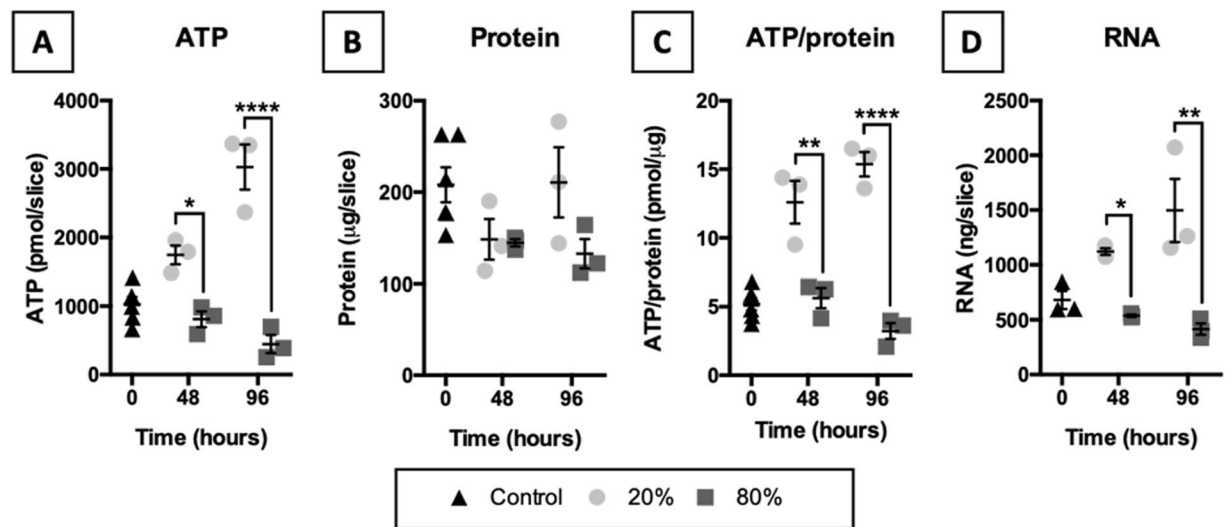 A ATP
B Protein
C ATP/protein
D RNA
ATP (pmol/slice)
4000
3000
2000
1000
0
****
*
0 48 96
Time (hours)
Protein (µg/slice)
300
200
100
0
0 48 96
Time (hours)
ATP/protein (pmol/µg)
20
15
10
5
0
**
****
0 48 96
Time (hours)
RNA (ng/slice)
2500
2000
1500
1000
500
0
*
**
0 48 96
Time (hours)
Control 20% 80%